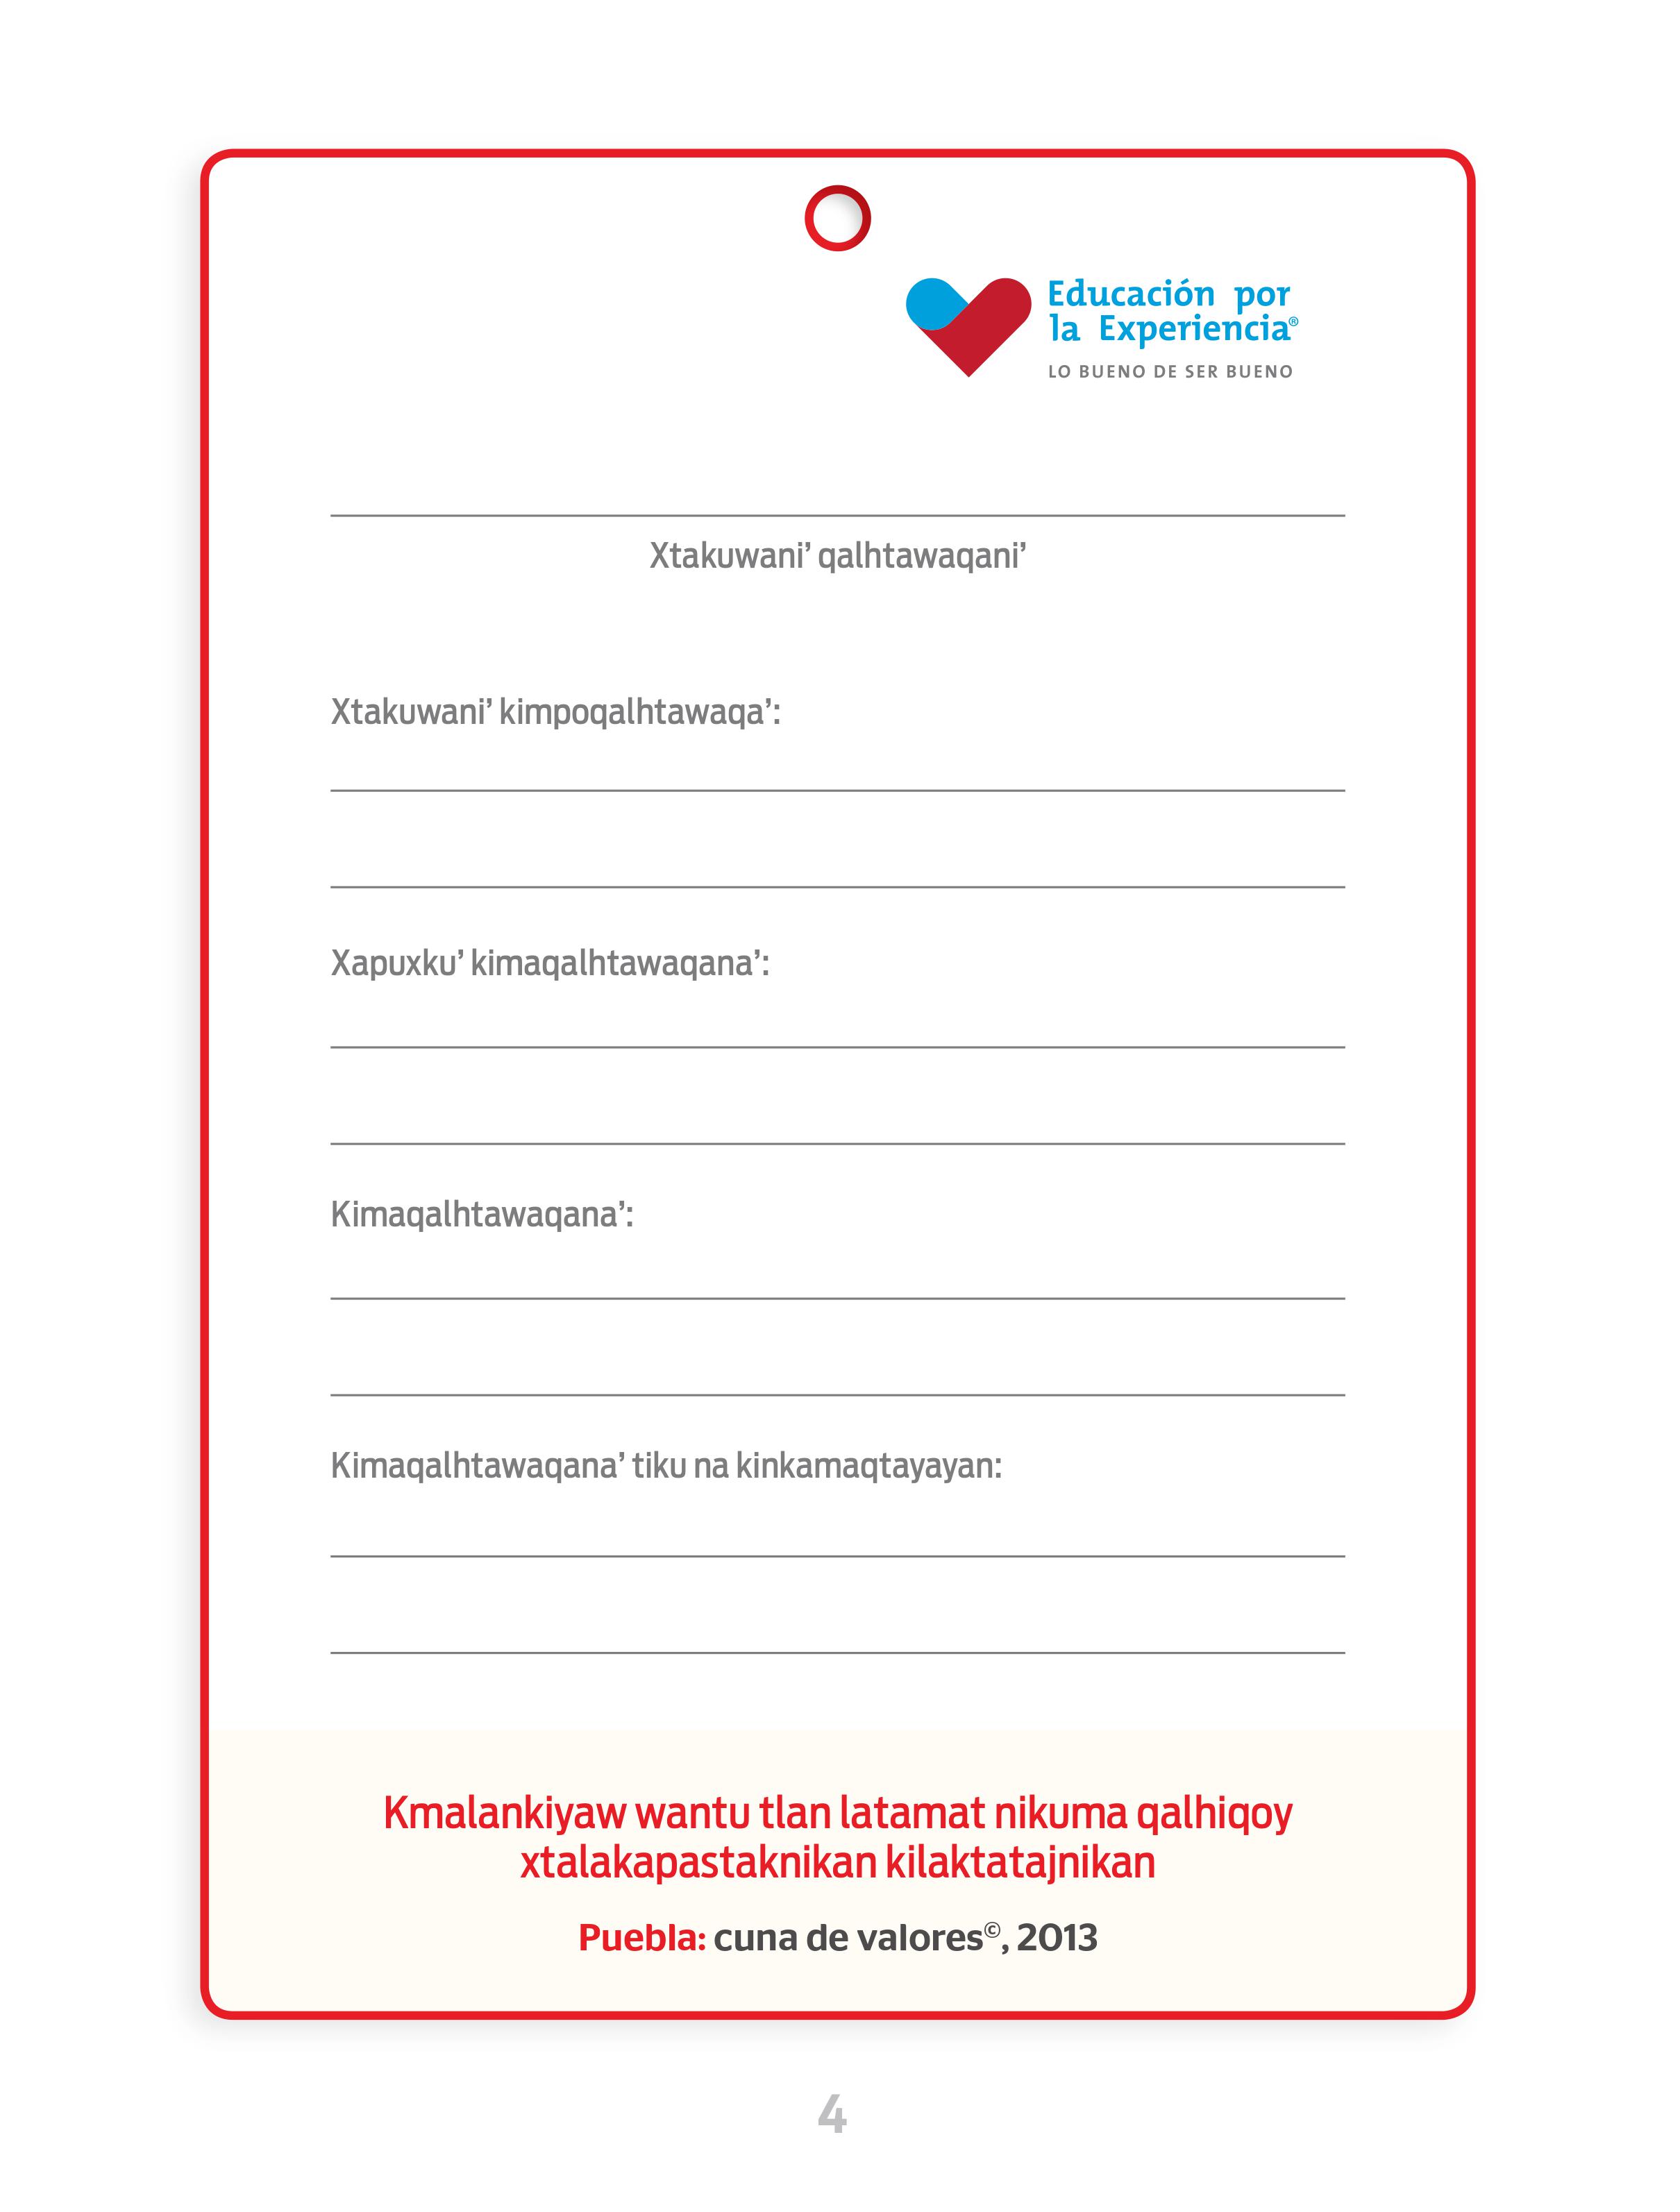 Educación por
la Experiencia®
LO BUENO DE SER BUENO
Xtakuwani’ qalhtawaqani’
Xtakuwani’ kimpoqalhtawaqa’:
Xapuxku’ kimaqalhtawaqana’:
Kimaqalhtawaqana’:
Kimaqalhtawaqana’ tiku na kinkamaqtayayan:
Kmalankiyaw wantu tlan latamat nikuma qalhiqoy
xtalakapastaknikan kilaktatajnikan
Puebla: cuna de valores©, 2013
4